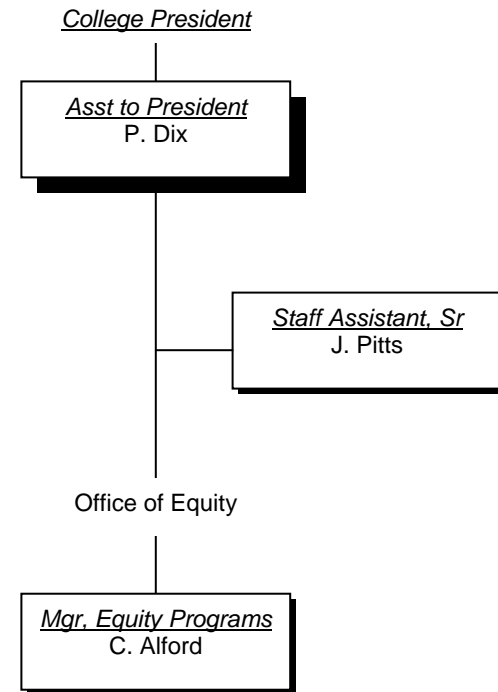 College President
Asst to President
P. Dix
Staff Assistant, Sr
J. Pitts
Office of Equity
Mgr, Equity Programs
C. Alford